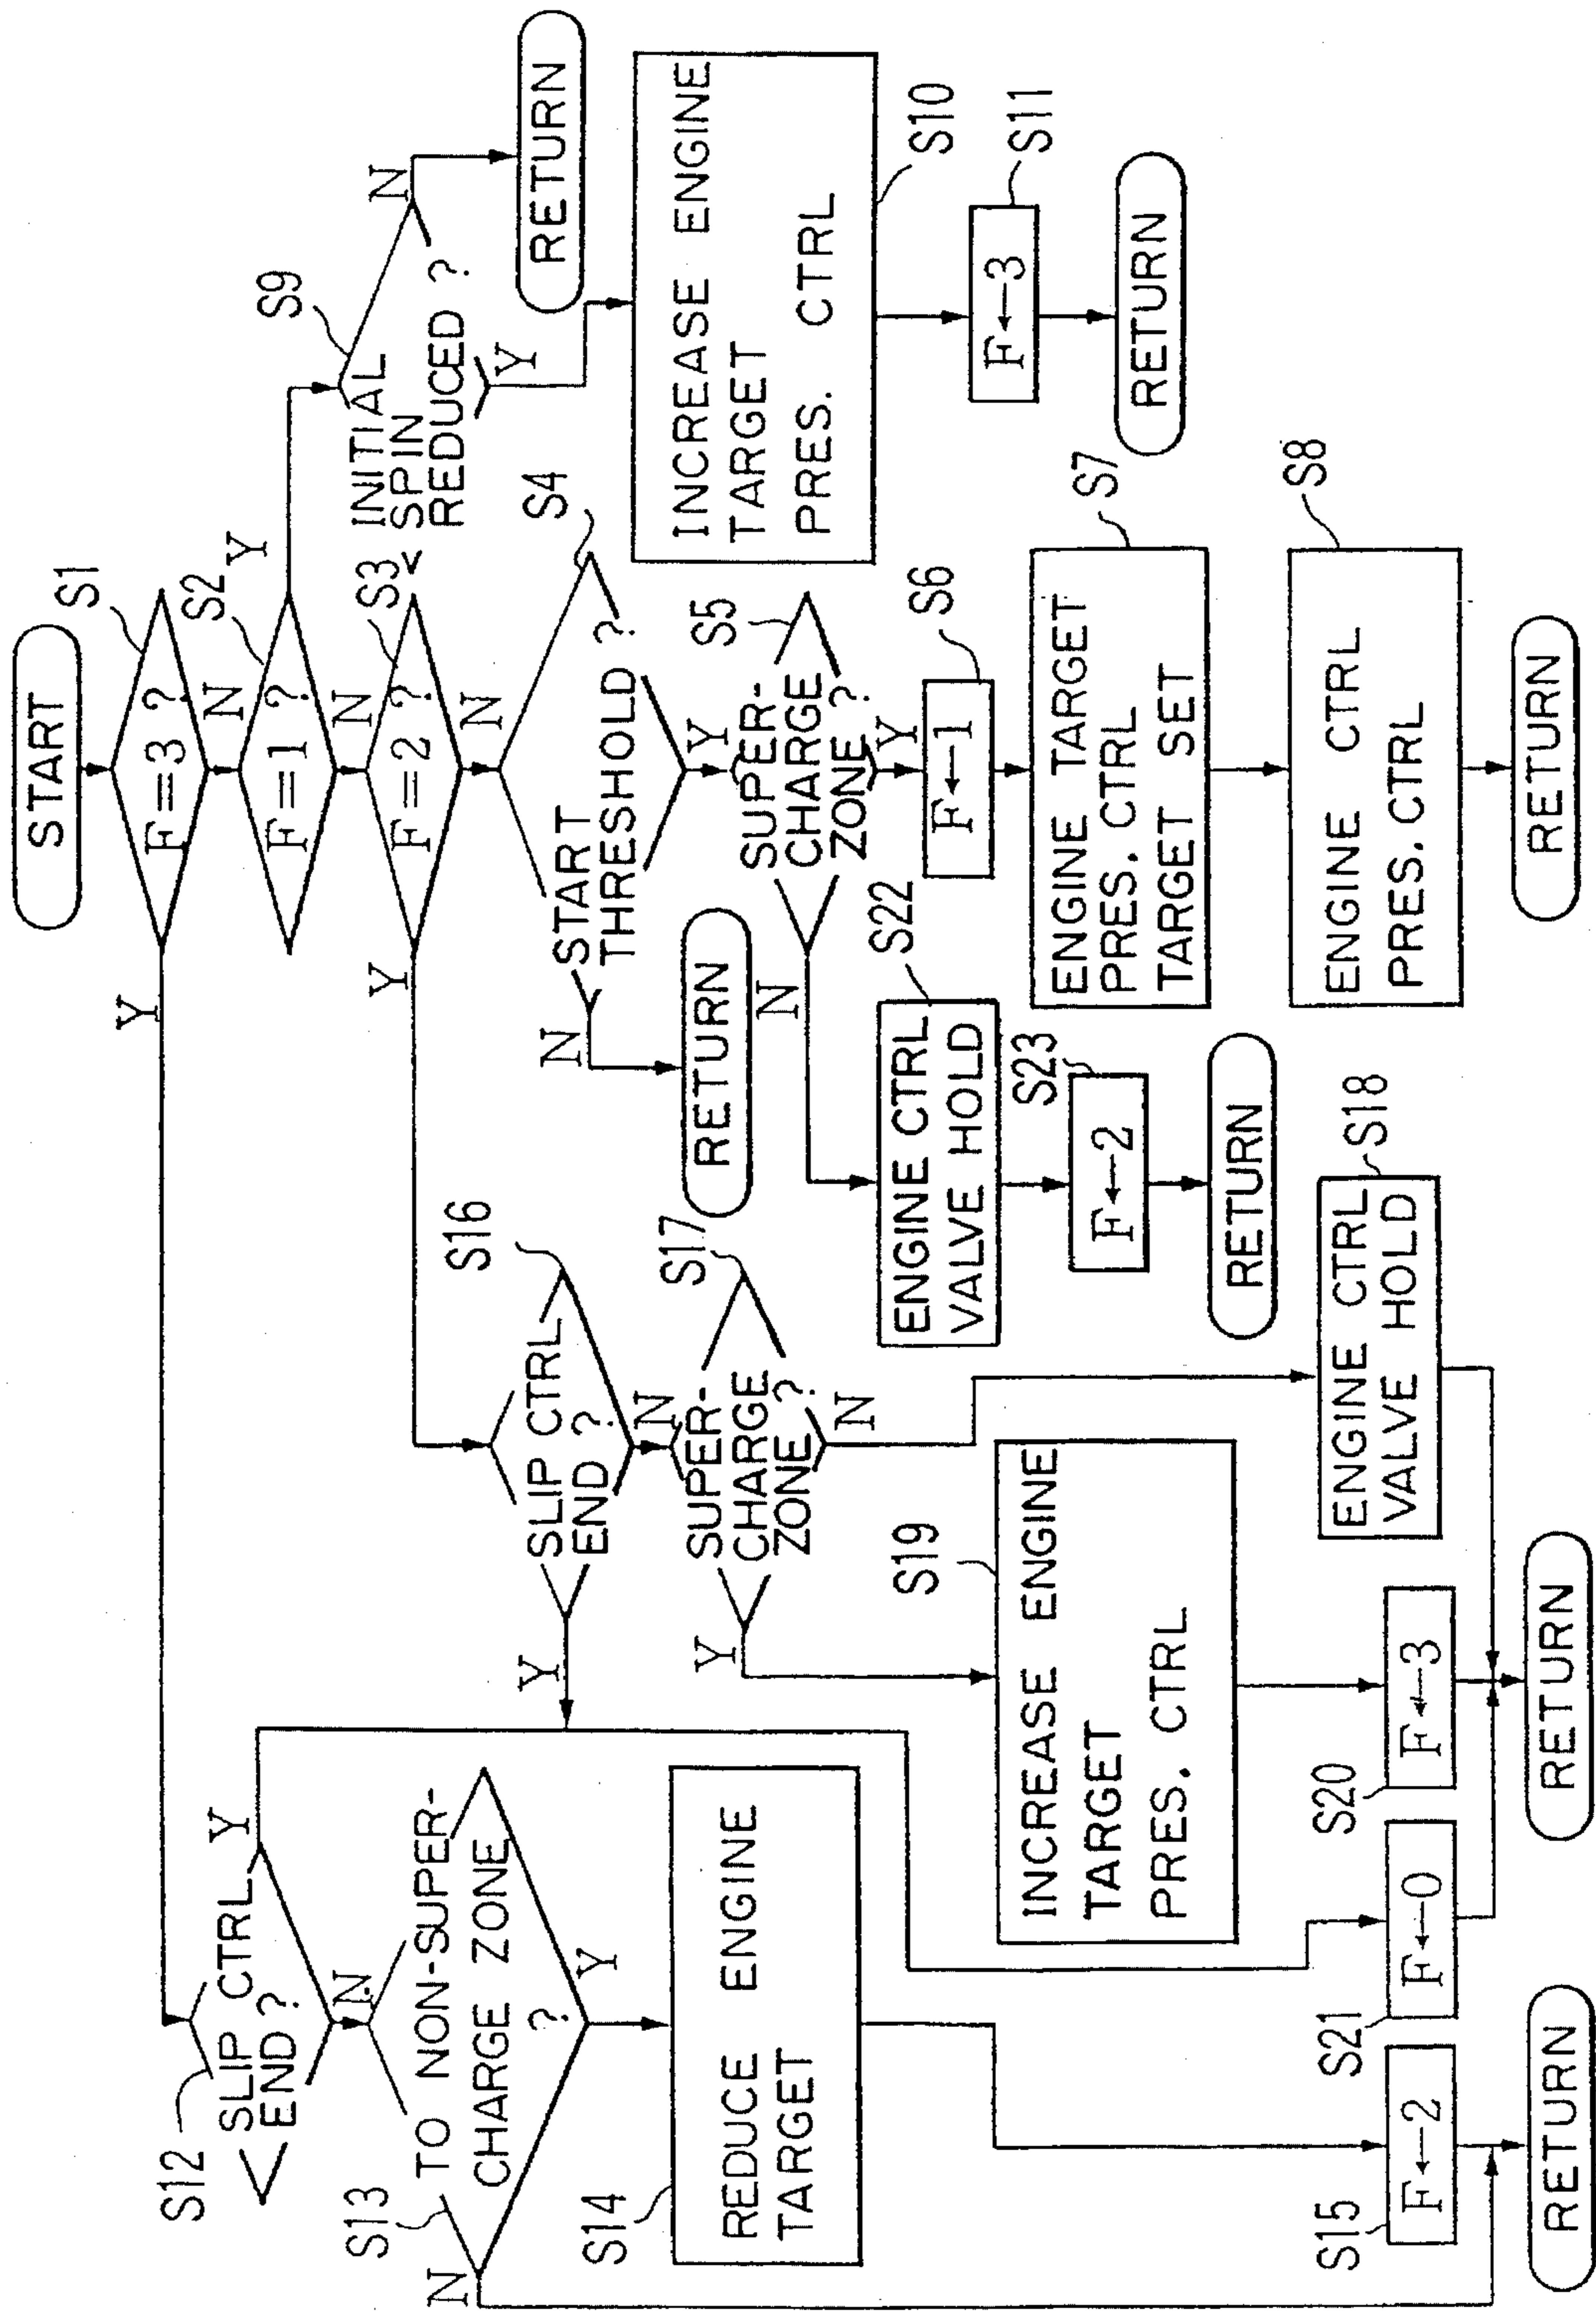 START
S1
F=3 ?
Y
N
S2
F=1 ?
Y
N
S3
F=2 ?
Y
N
S4
START
THRESHOLD ?
N
RETURN
Y
S5
SUPER-
CHARGE
ZONE ?
N
Y
S6
F←1
S7
ENGINE TARGET
PRES. CTRL
TARGET SET
S8
ENGINE CTRL
PRES. CTRL
RETURN
S9
INITIAL
SPIN
REDUCED ?
N
RETURN
Y
INCREASE ENGINE
TARGET
PRES. CTRL
S10
F←3
S11
RETURN
S22
ENGINE CTRL
VALVE HOLD
S23
F←2
RETURN
S16
SLIP CTRL
END ?
Y
N
S17
SUPER-
CHARGE
ZONE ?
Y
N
S18
ENGINE CTRL
VALVE HOLD
S19
INCREASE ENGINE
TARGET
PRES. CTRL
S20
F←3
RETURN
S12
SLIP CTRL
END ?
Y
N
S13
TO NON-SUPER-
CHARGE ZONE
?
N
Y
S14
REDUCE ENGINE
TARGET
S21
F←0
S15
F←2
RETURN